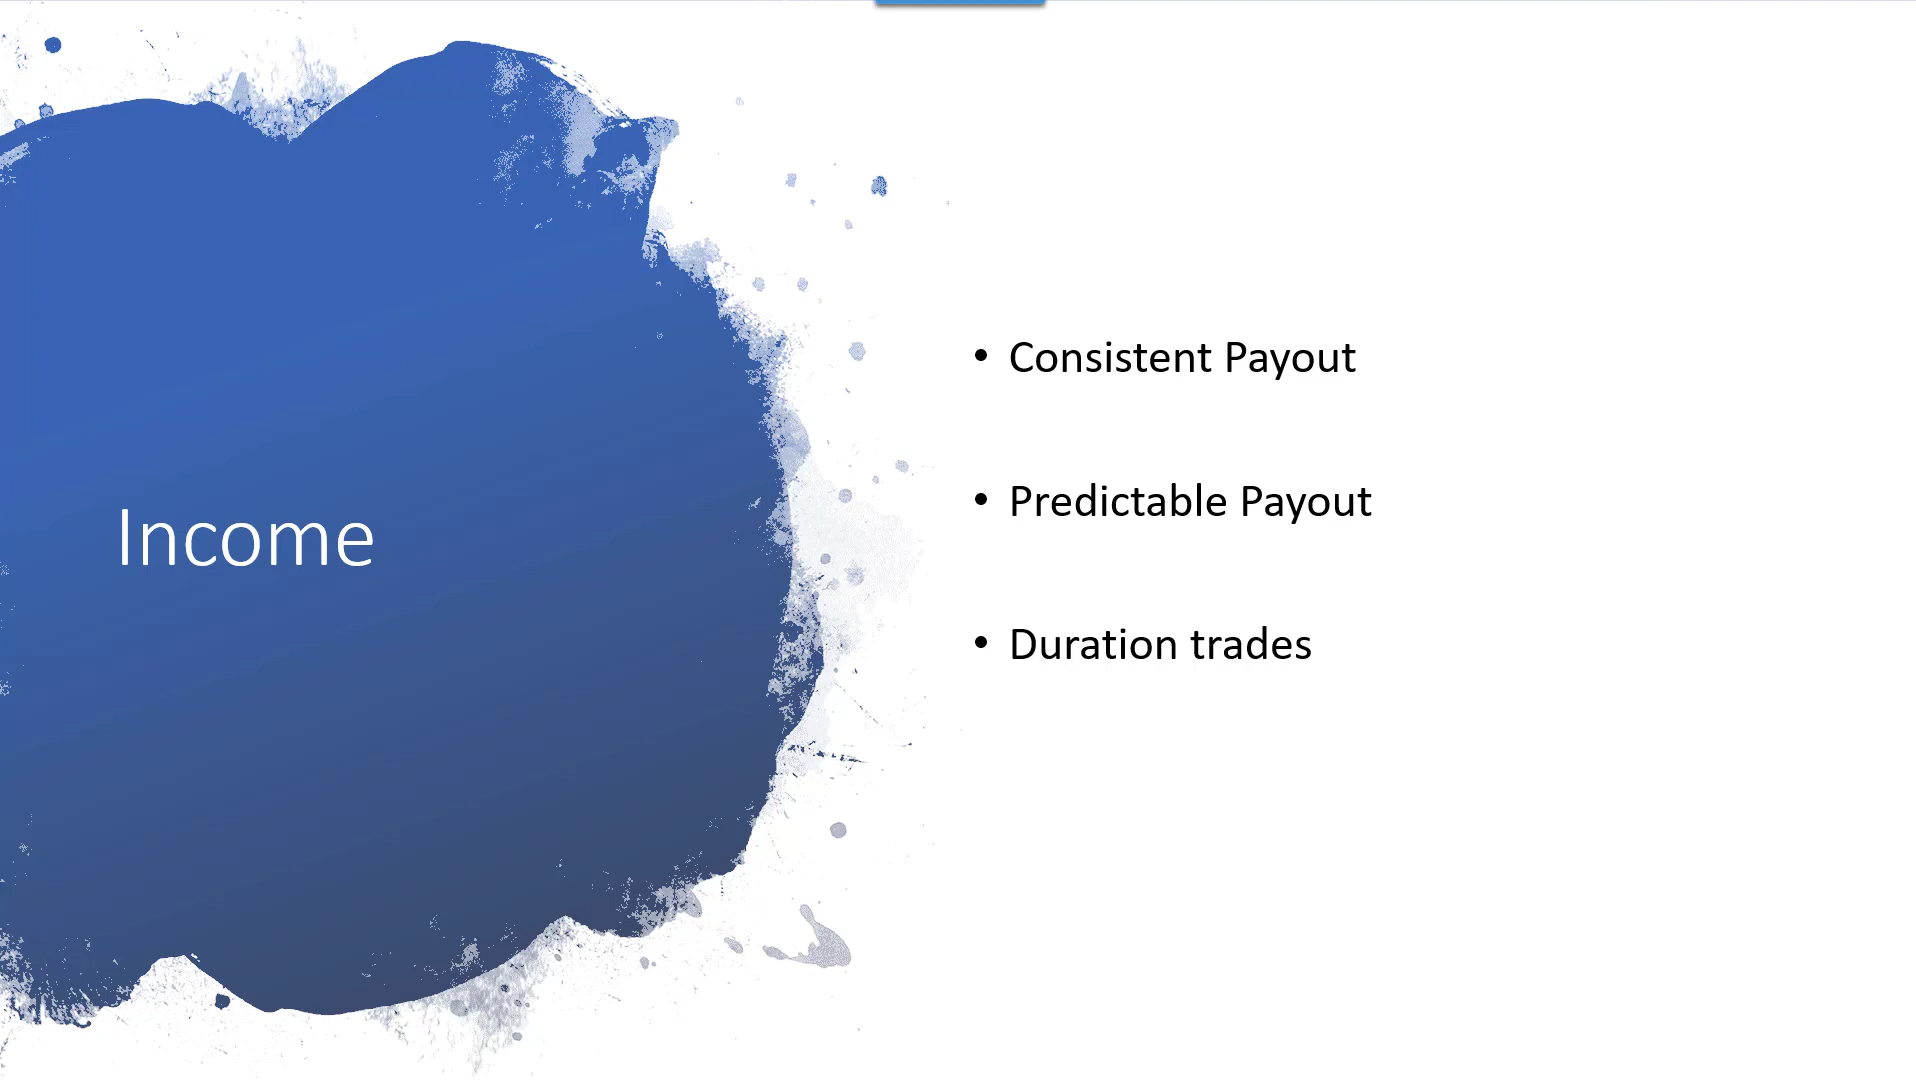 Income
• Consistent Payout
• Predictable Payout
• Duration trades